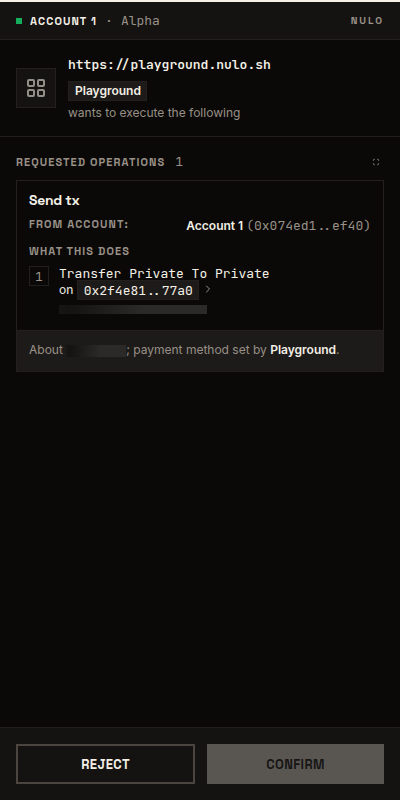 ACCOUNT 1 · Alpha NULO
https://playground.nulo.sh
Playground
wants to execute the following
REQUESTED OPERATIONS 1
Send tx
FROM ACCOUNT: Account 1 (0x074ed1..ef40)
WHAT THIS DOES
1 Transfer Private To Private
on 0x2f4e81..77a0 ›
About ; payment method set by Playground.
REJECT CONFIRM